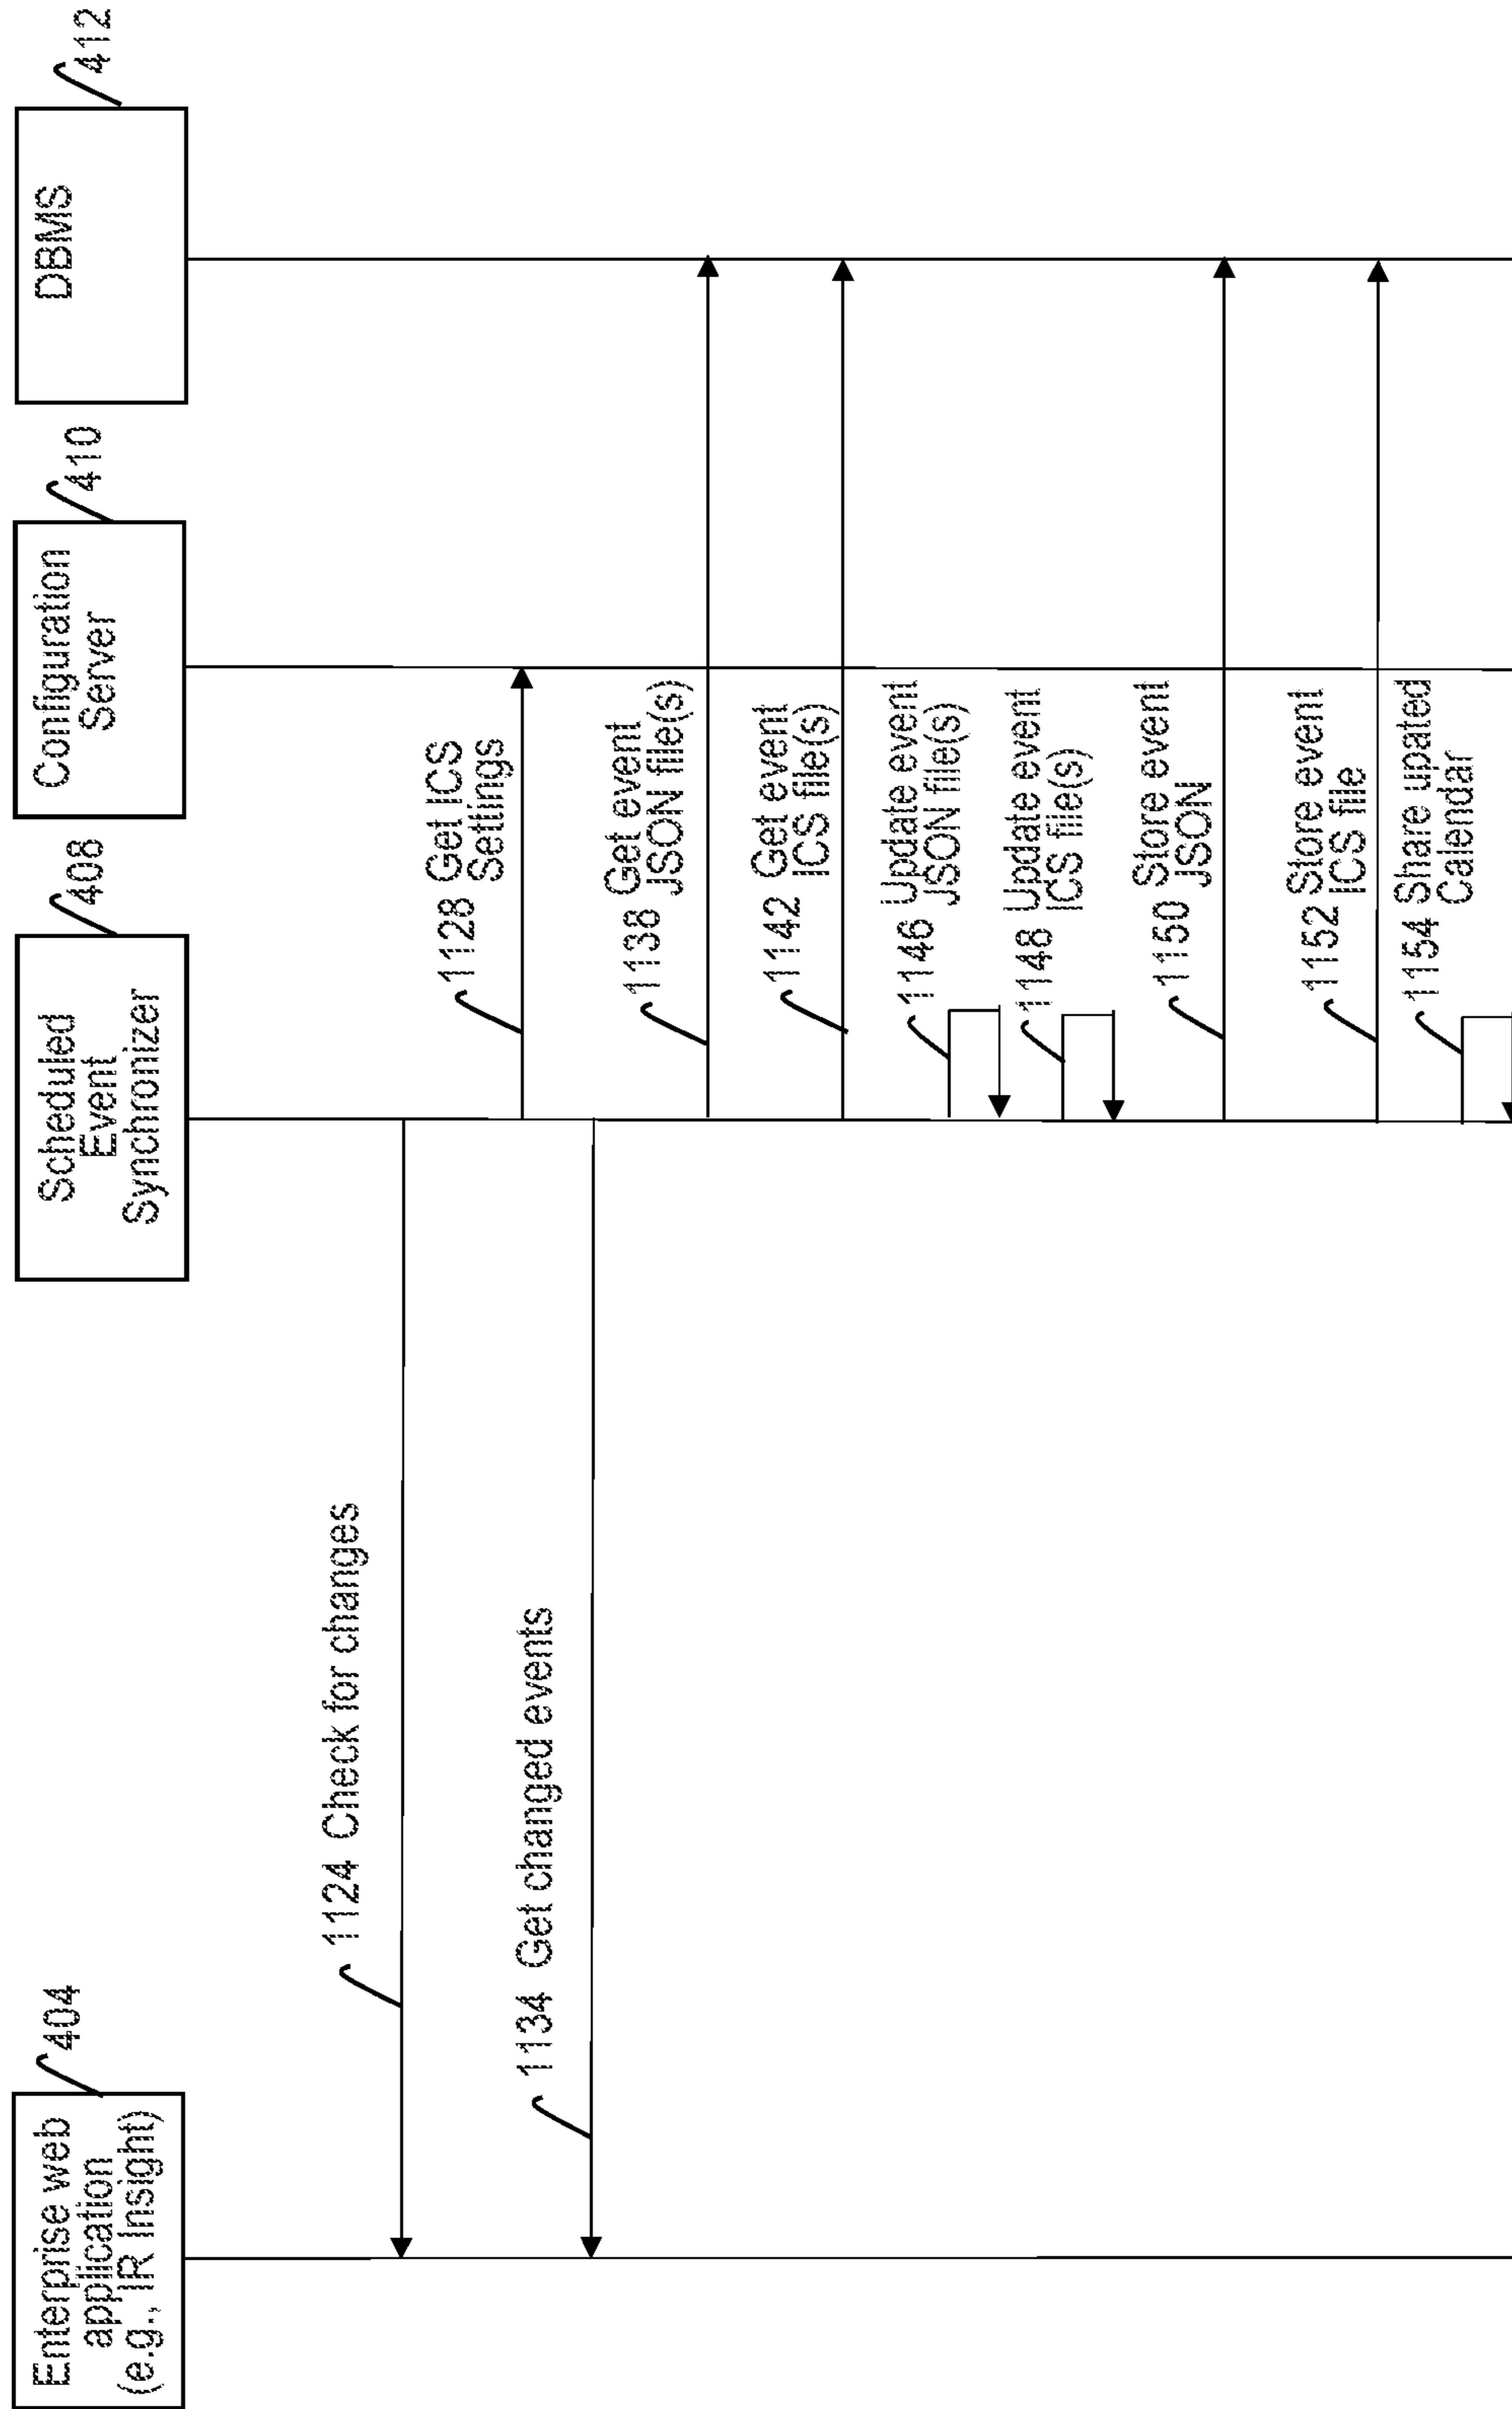 Enterprise web
application
(e.g., IR Insight)
404
Scheduled
Event
Synchronizer
408
Configuration
Server
410
DBMS
412
1124 Check for changes
1128 Get ICS
Settings
1134 Get changed events
1138 Get event
JSON file(s)
1142 Get event
ICS file(s)
1146 Update event
JSON file(s)
1148 Update event
ICS file(s)
1150 Store event
JSON
1152 Store event
ICS file
1154 Share upated
Calendar